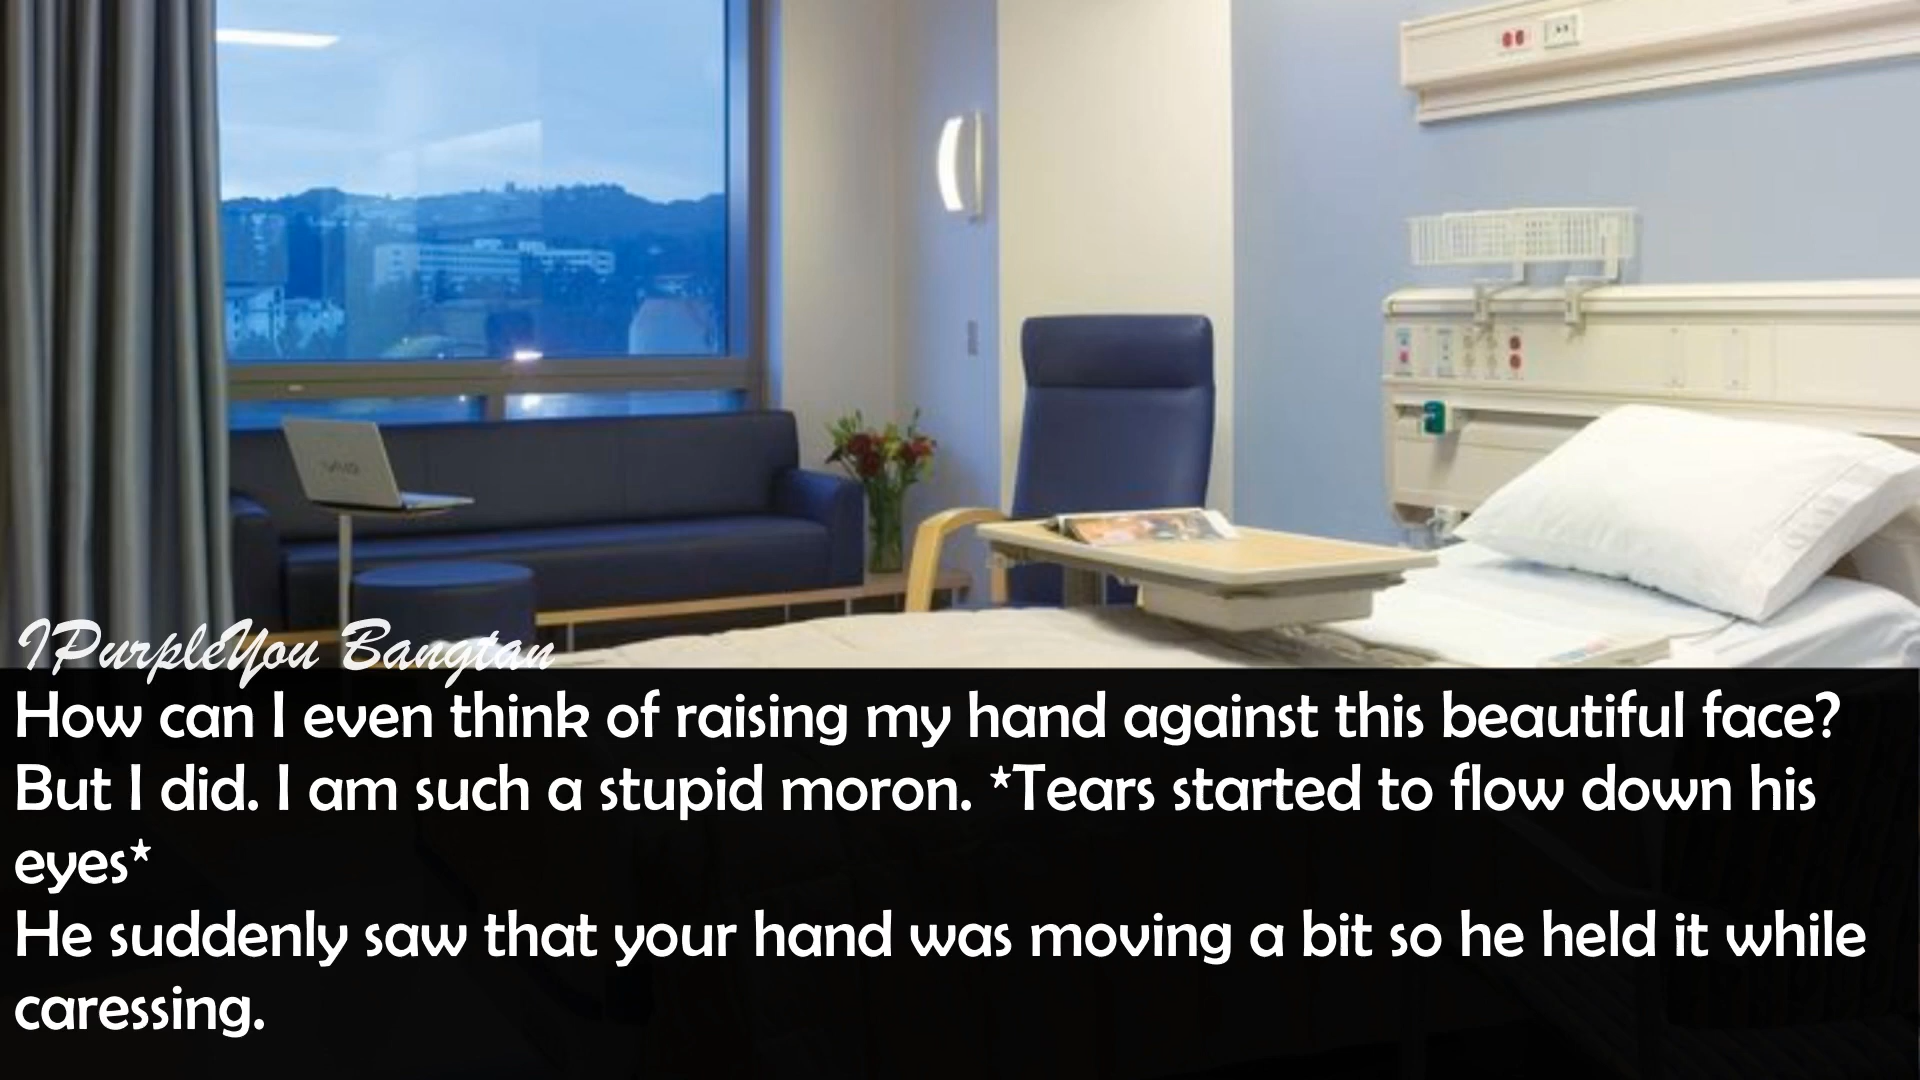 VAIO
IPurpleYou Bangtan
How can I even think of raising my hand against this beautiful face?
But I did. I am such a stupid moron. *Tears started to flow down his
eyes*
He suddenly saw that your hand was moving a bit so he held it while
caressing.